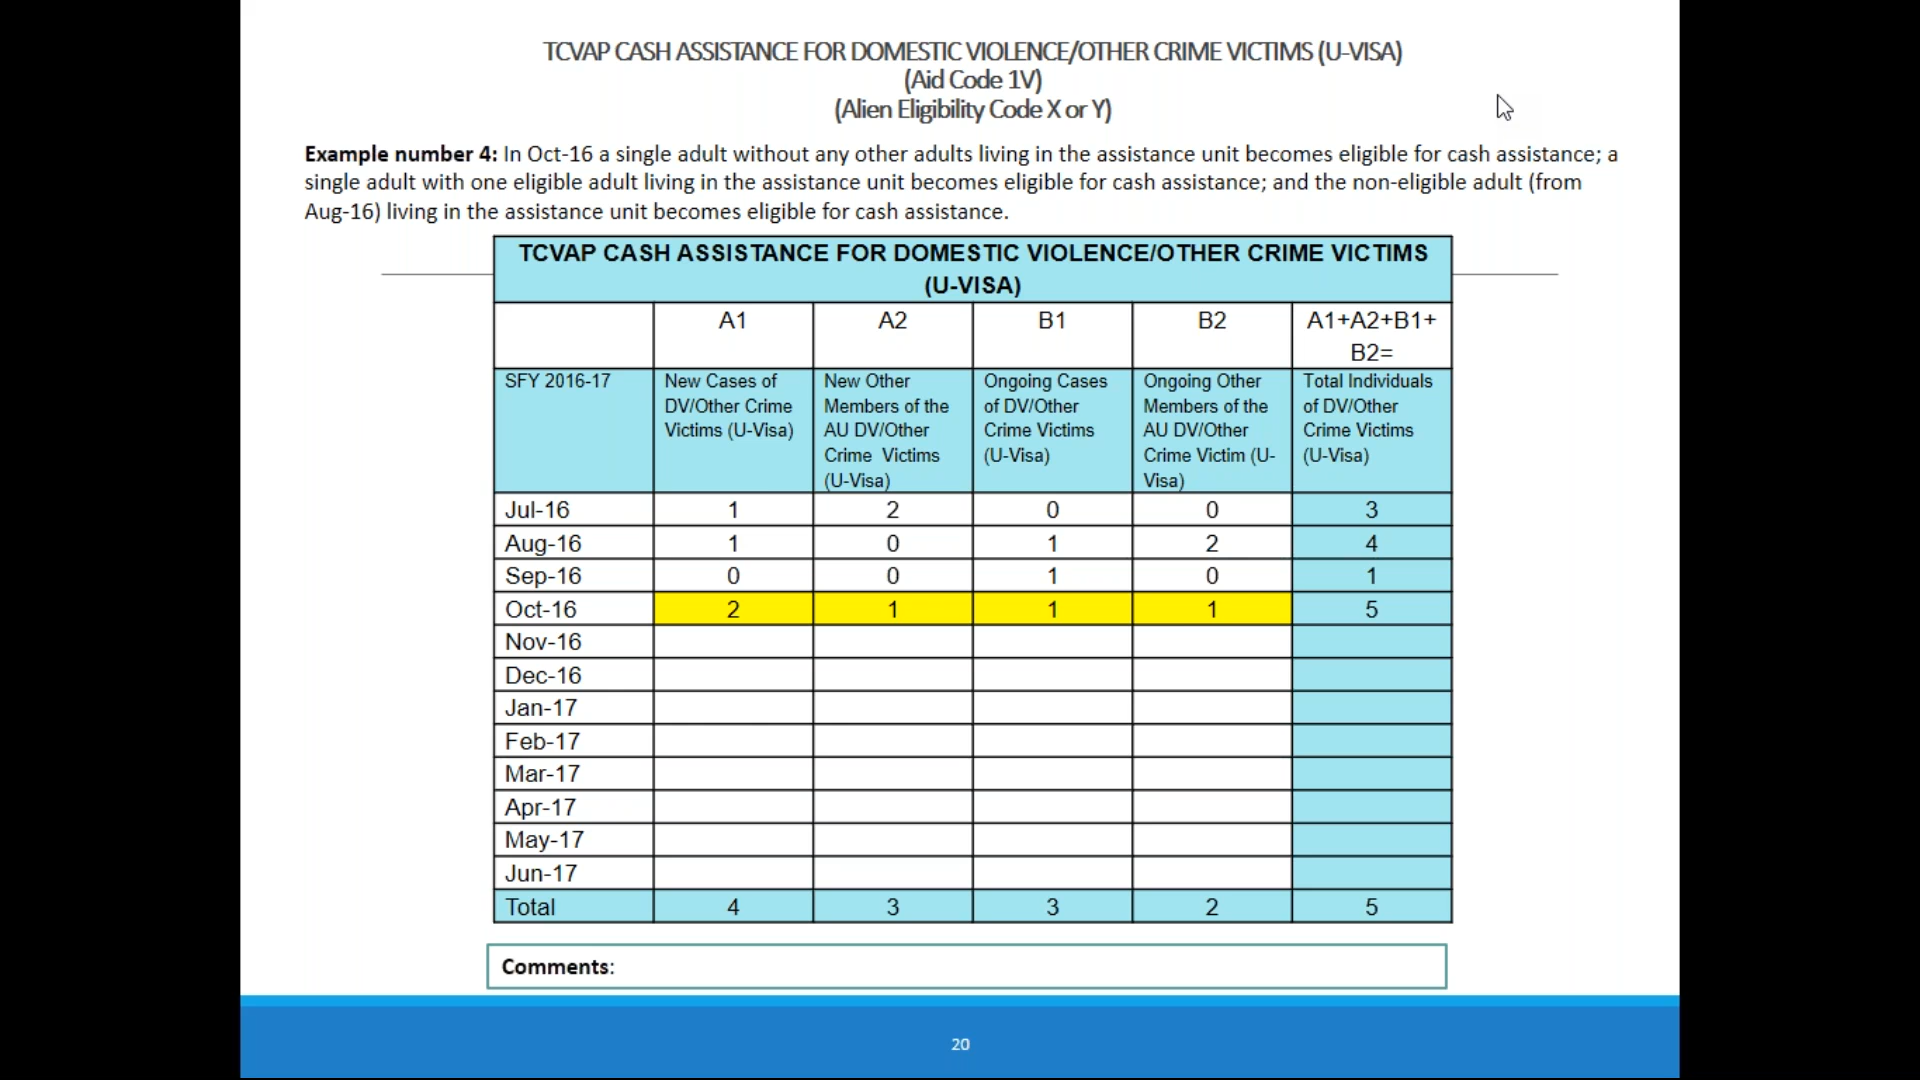 TCVAP CASH ASSISTANCE FOR DOMESTIC VIOLENCE/OTHER CRIME VICTIMS (U-VISA)
(Aid Code 1V)
(Alien Eligibility Code X or Y)
Example number 4: In Oct-16 a single adult without any other adults living in the assistance unit becomes eligible for cash assistance; a
single adult with one eligible adult living in the assistance unit becomes eligible for cash assistance; and the non-eligible adult (from
Aug-16) living in the assistance unit becomes eligible for cash assistance.
TCVAP CASH ASSISTANCE FOR DOMESTIC VIOLENCE/OTHER CRIME VICTIMS
(U-VISA)
A1 A2 B1 B2 A1+A2+B1+
B2=
SFY 2016-17 New Cases of New Other Ongoing Cases Ongoing Other Total Individuals
DV/Other Crime Members of the of DV/Other Members of the of DV/Other
Victims (U-Visa) AU DV/Other Crime Victims AU DV/Other Crime Victims
Crime Victims (U-Visa) Crime Victim (U- (U-Visa)
(U-Visa) Visa)
Jul-16 1 2 0 0 3
Aug-16 1 0 1 2 4
Sep-16 0 0 1 0 1
Oct-16 2 1 1 1 5
Nov-16
Dec-16
Jan-17
Feb-17
Mar-17
Apr-17
May-17
Jun-17
Total 4 3 3 2 5
Comments:
20